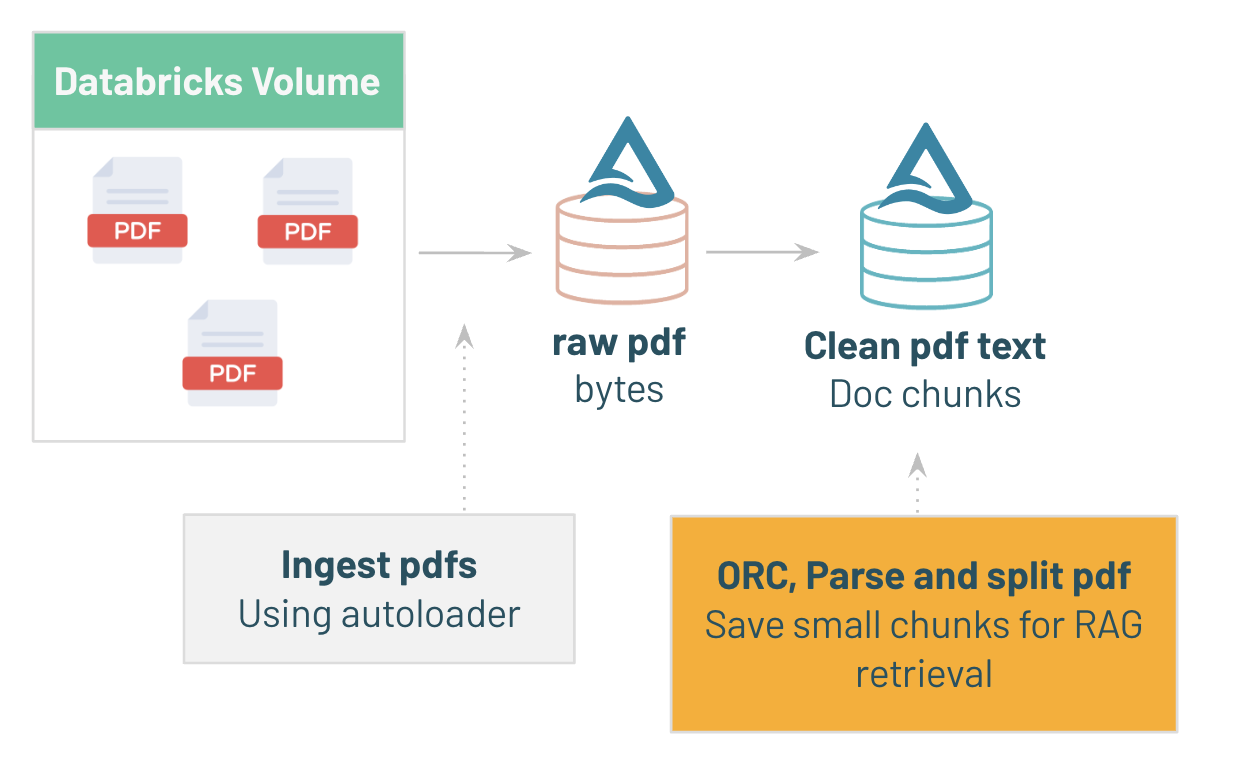 Databricks Volume
PDF
PDF
PDF
raw pdf
bytes
Clean pdf text
Doc chunks
Ingest pdfs
Using autoloader
ORC, Parse and split pdf
Save small chunks for RAG
retrieval